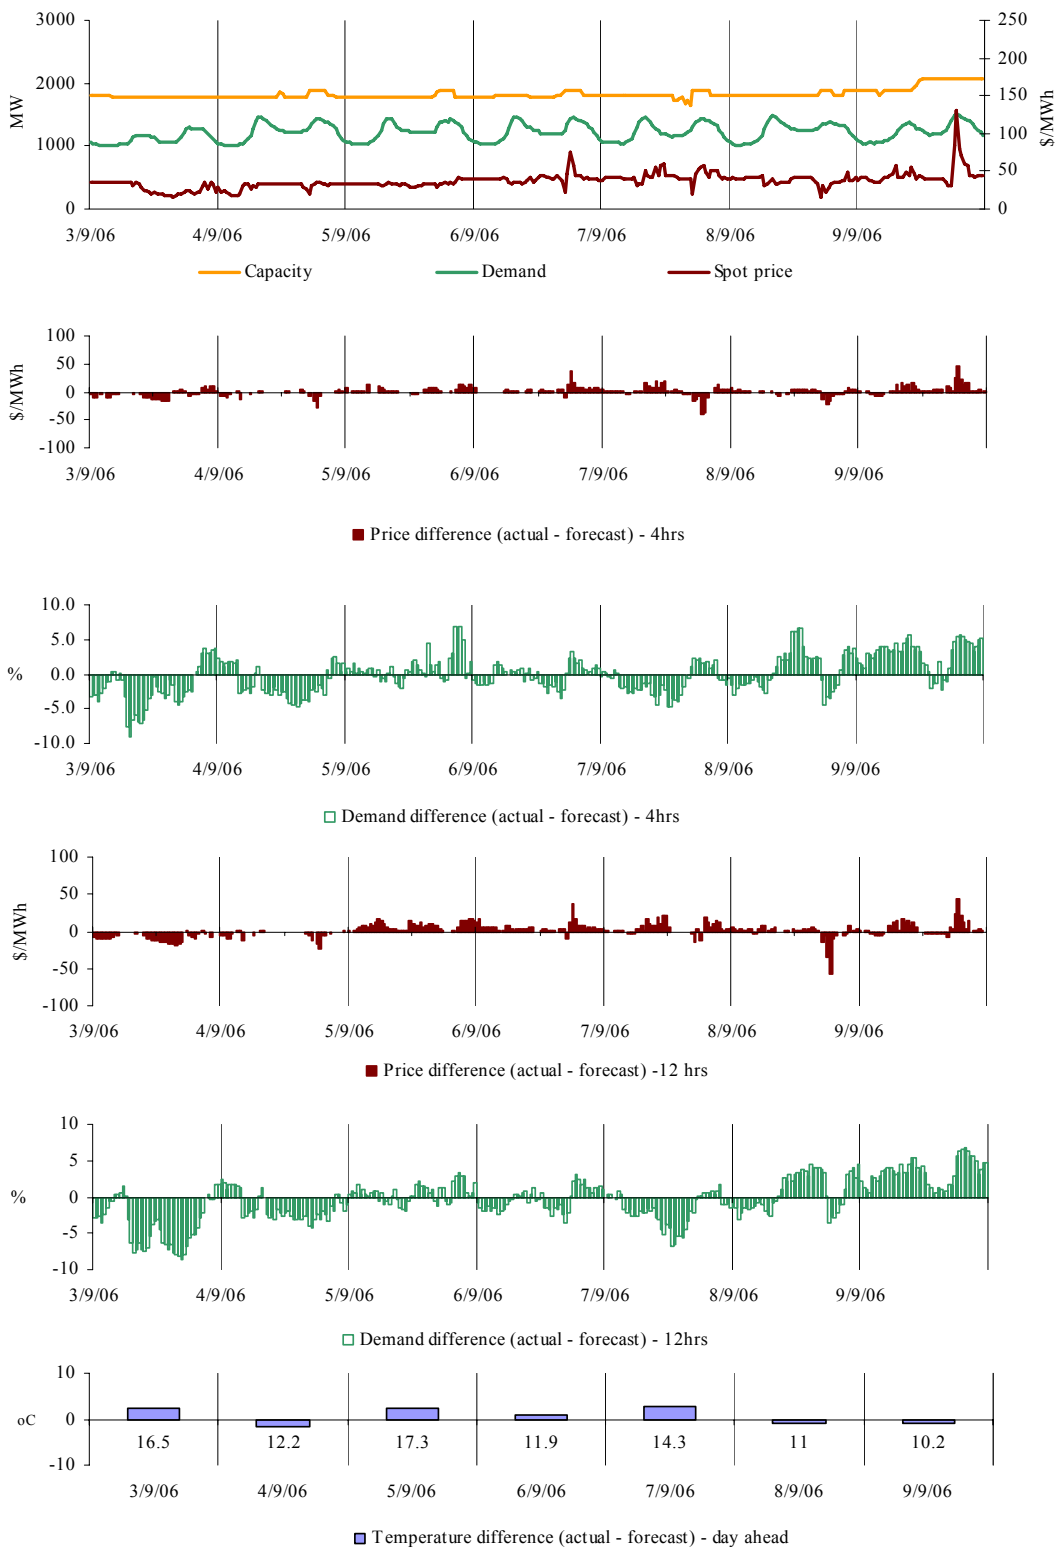 3000 250
200
2000 150
MW $/MWh
100
1000
50
0 0
3/9/06 4/9/06 5/9/06 6/9/06 7/9/06 8/9/06 9/9/06
Capacity Demand Spot price
100
50
$/MWh
0
-50
-100
3/9/06 4/9/06 5/9/06 6/9/06 7/9/06 8/9/06 9/9/06
Price difference (actual - forecast) - 4hrs
10.0
5.0
% 0.0
-5.0
-10.0
3/9/06 4/9/06 5/9/06 6/9/06 7/9/06 8/9/06 9/9/06
Demand difference (actual - forecast) - 4hrs
100
50
$/MWh
0
-50
-100
3/9/06 4/9/06 5/9/06 6/9/06 7/9/06 8/9/06 9/9/06
Price difference (actual - forecast) -12 hrs
10
5
% 0
-5
-10
3/9/06 4/9/06 5/9/06 6/9/06 7/9/06 8/9/06 9/9/06
Demand difference (actual - forecast) - 12hrs
10
oC 0
16.5 12.2 17.3 11.9 14.3 11 10.2
-10
3/9/06 4/9/06 5/9/06 6/9/06 7/9/06 8/9/06 9/9/06
Temperature difference (actual - forecast) - day ahead